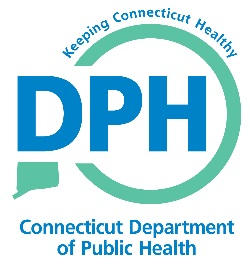 Keeping Connecticut Healthy
DPH
Connecticut Department
of Public Health